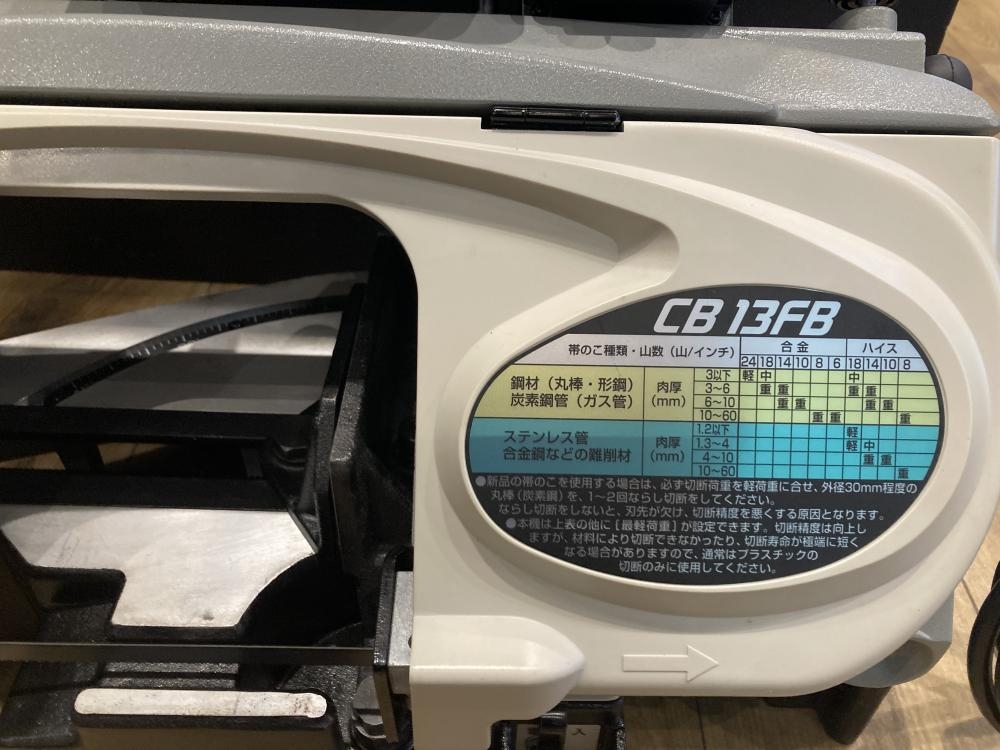 CB 13FB
帯のこ種類・山数（山/インチ） 合金 ハイス
24 18 14 10 8 6 18 14 10 8
鋼材（丸棒・形鋼） 炭素鋼管（ガス管） 肉厚（mm）
3以下 軽 中 中
3〜6 重 重 重 重
6〜10 重 重 重 重
10〜60 重 重 重
ステンレス管 合金鋼などの難削材 肉厚（mm）
1.2以下 軽
1.3〜4 軽 中
4〜10 重 重
10〜60 重
●新品の帯のこを使用する場合は、必ず切断荷重を軽荷重に合せ、外径30mm程度の
丸棒（炭素鋼）を、1〜2回ならし切断をしてください。
ならし切断をしないと、刃先が欠け、切断精度を悪くする原因となります。
●本機は上表の他に［最軽荷重］が設定できます。切断精度は向上し
ますが、材料により切断できなかったり、切断寿命が極端に短く
なる場合がありますので、通常はプラスチックの
切断のみに使用してください。
入